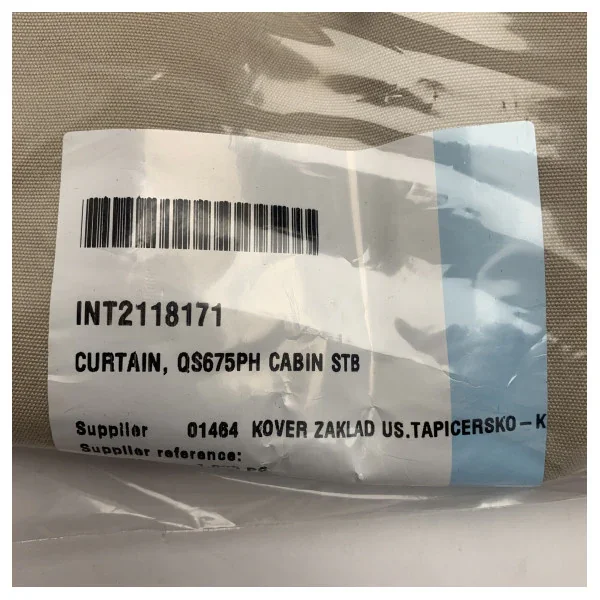 INT2118171
CURTAIN, QS675PH CABIN STB
Supplier 01464 KOVER ZAKLAD US.TAPICERSKO-K
Supplier reference: